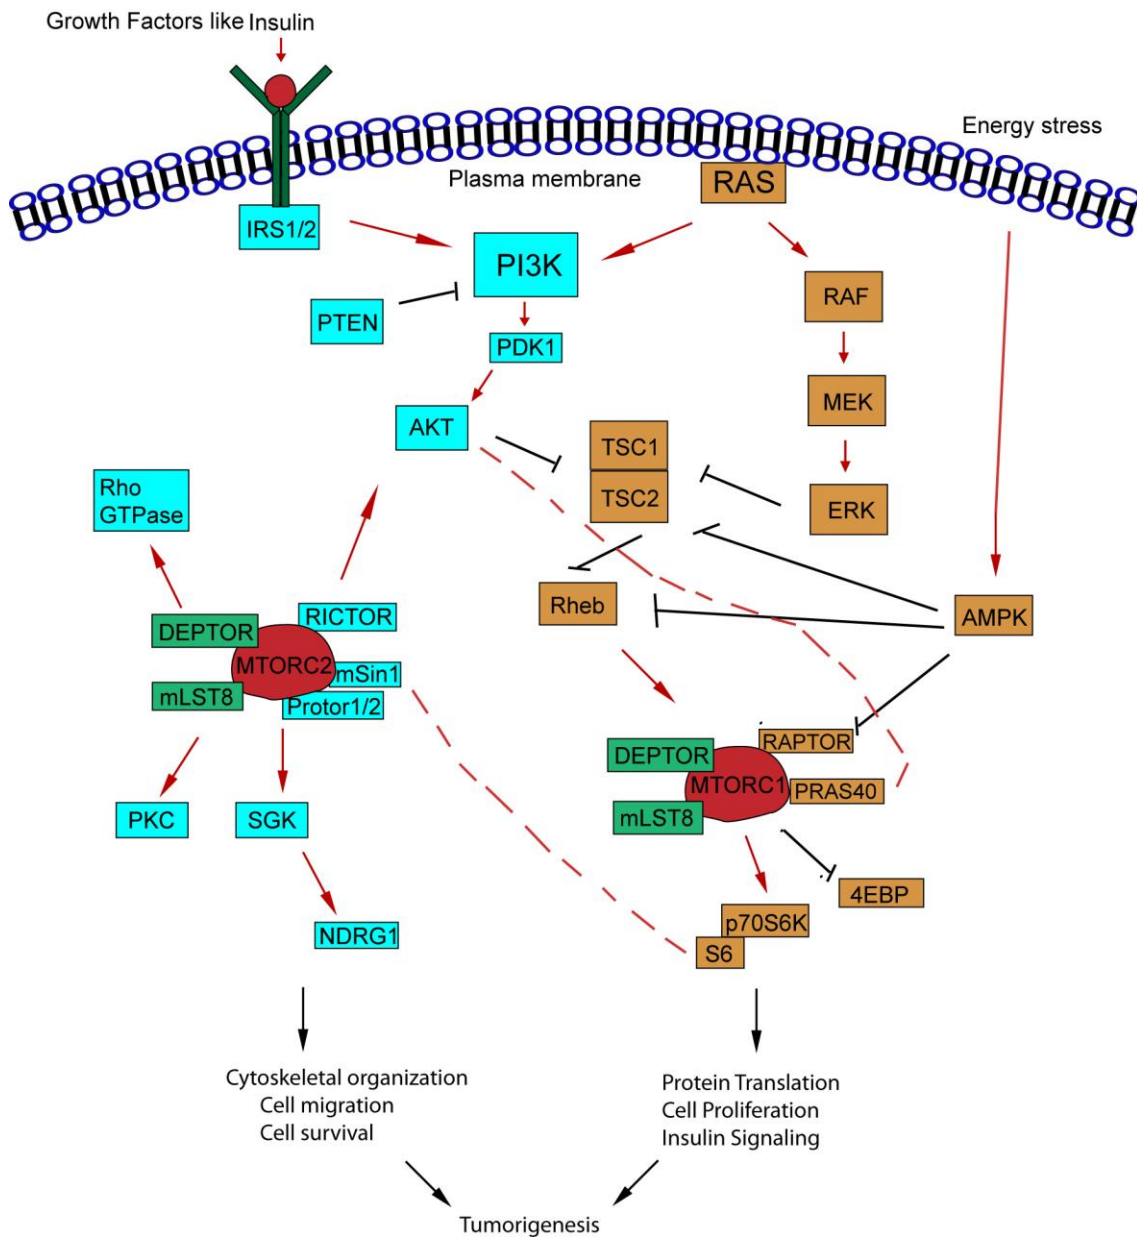 Growth Factors like Insulin
Energy stress
Plasma membrane
RAS
IRS1/2
PI3K
RAF
PTEN
PDK1
MEK
AKT
TSC1
TSC2
Rho
GTPase
ERK
Rheb
AMPK
RICTOR
DEPTOR
MTORC2
mSin1
mLST8
Protor1/2
RAPTOR
DEPTOR
MTORC1
PRAS40
mLST8
PKC
SGK
4EBP
p70S6K
NDRG1
S6
Cytoskeletal organization
Cell migration
Cell survival
Protein Translation
Cell Proliferation
Insulin Signaling
Tumorigenesis